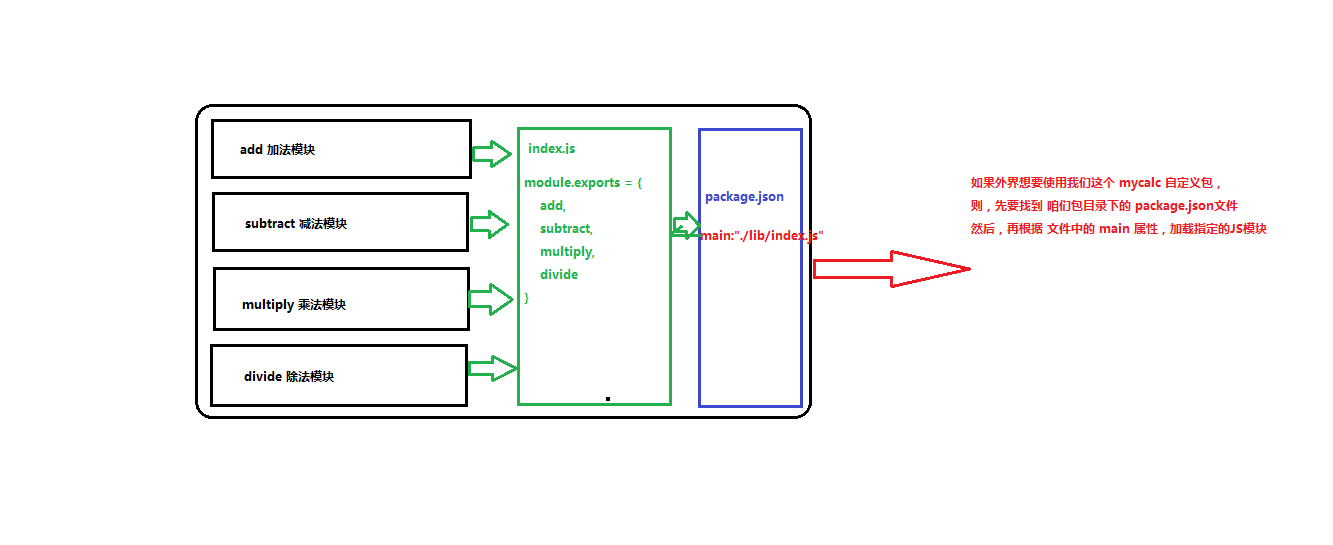 add 加法模块
subtract 减法模块
multiply 乘法模块
divide 除法模块
index.js
module.exports = {
add,
subtract,
multiply,
divide
}
package.json
main:"./lib/index.js"
如果外界想要使用我们这个 mycalc 自定义包，
则，先要找到 咱们包目录下的 package.json文件
然后，再根据 文件中的 main 属性，加载指定的JS模块